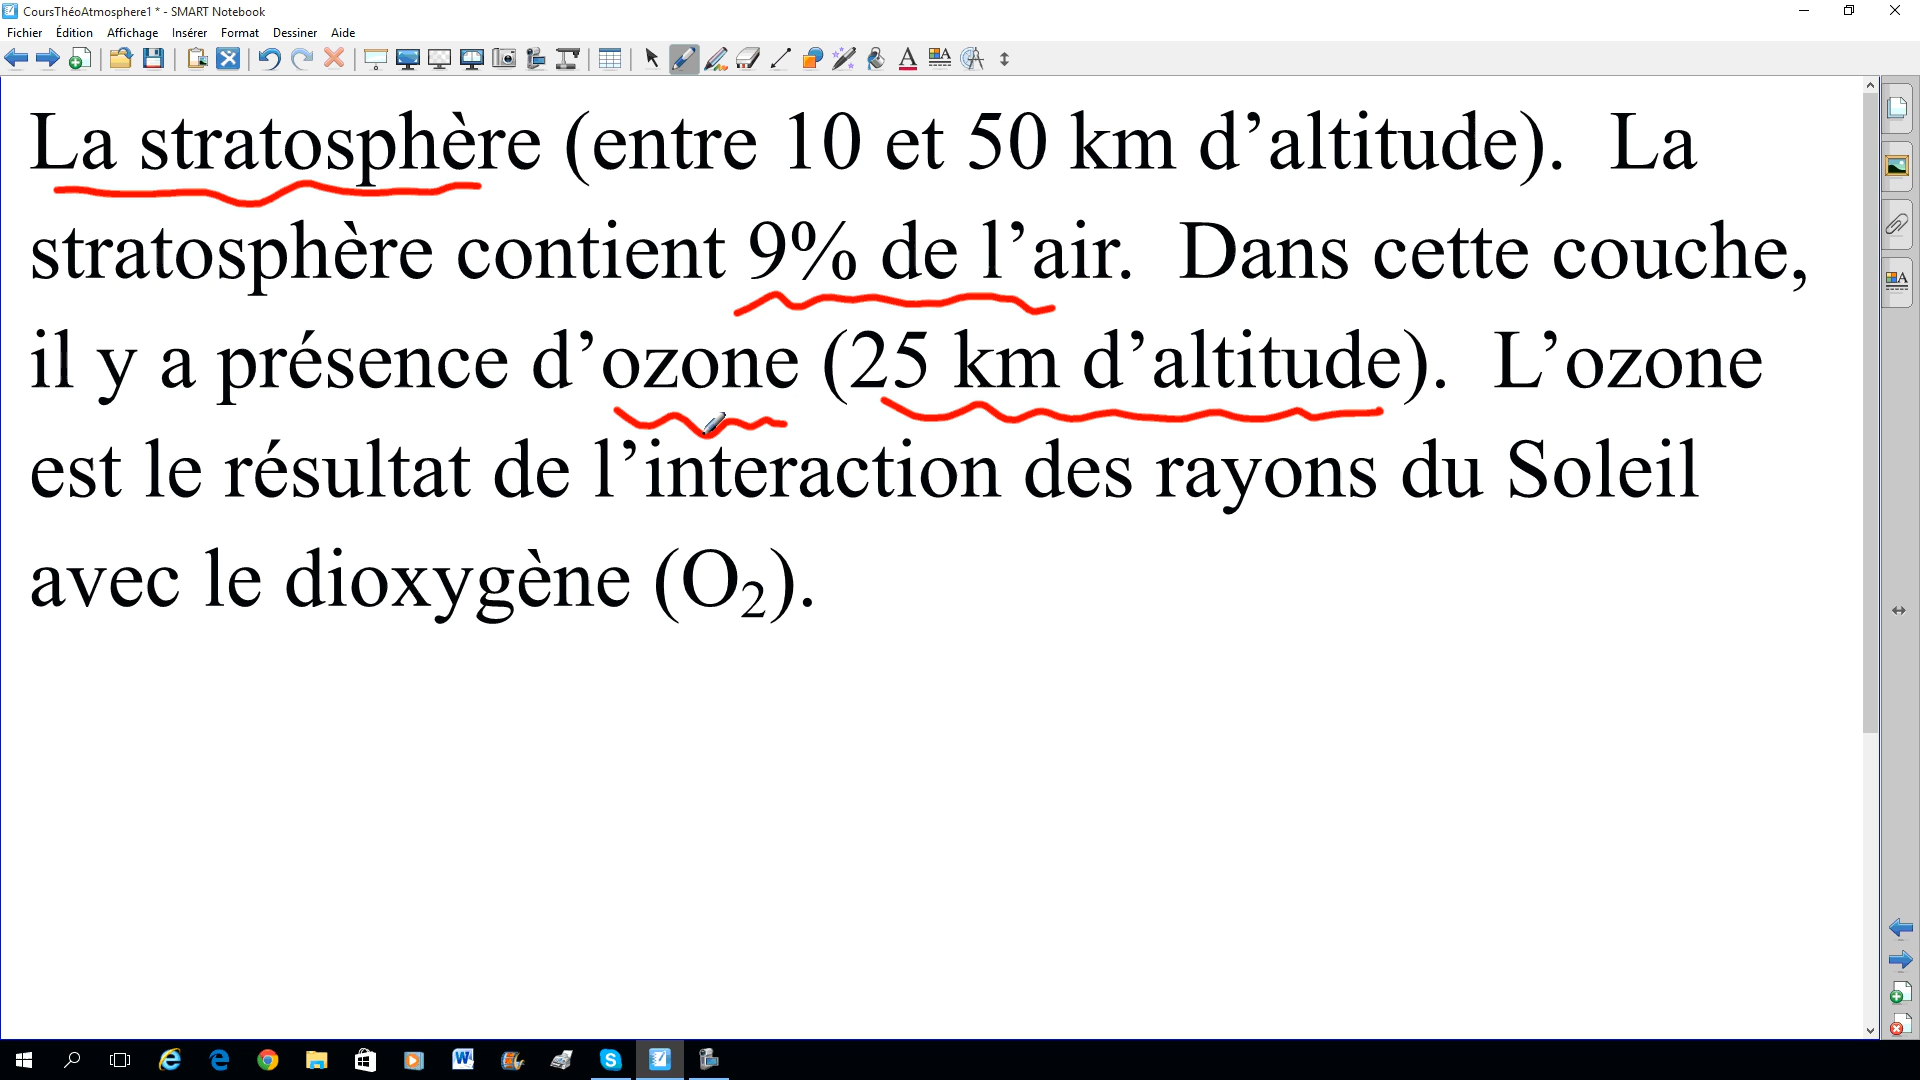 CoursThéoAtmosphere1 * - SMART Notebook
Fichier Édition Affichage Insérer Format Dessiner Aide
La stratosphère (entre 10 et 50 km d’altitude). La
stratosphère contient 9% de l’air. Dans cette couche,
il y a présence d’ozone (25 km d’altitude). L’ozone
est le résultat de l’interaction des rayons du Soleil
avec le dioxygène (O₂).